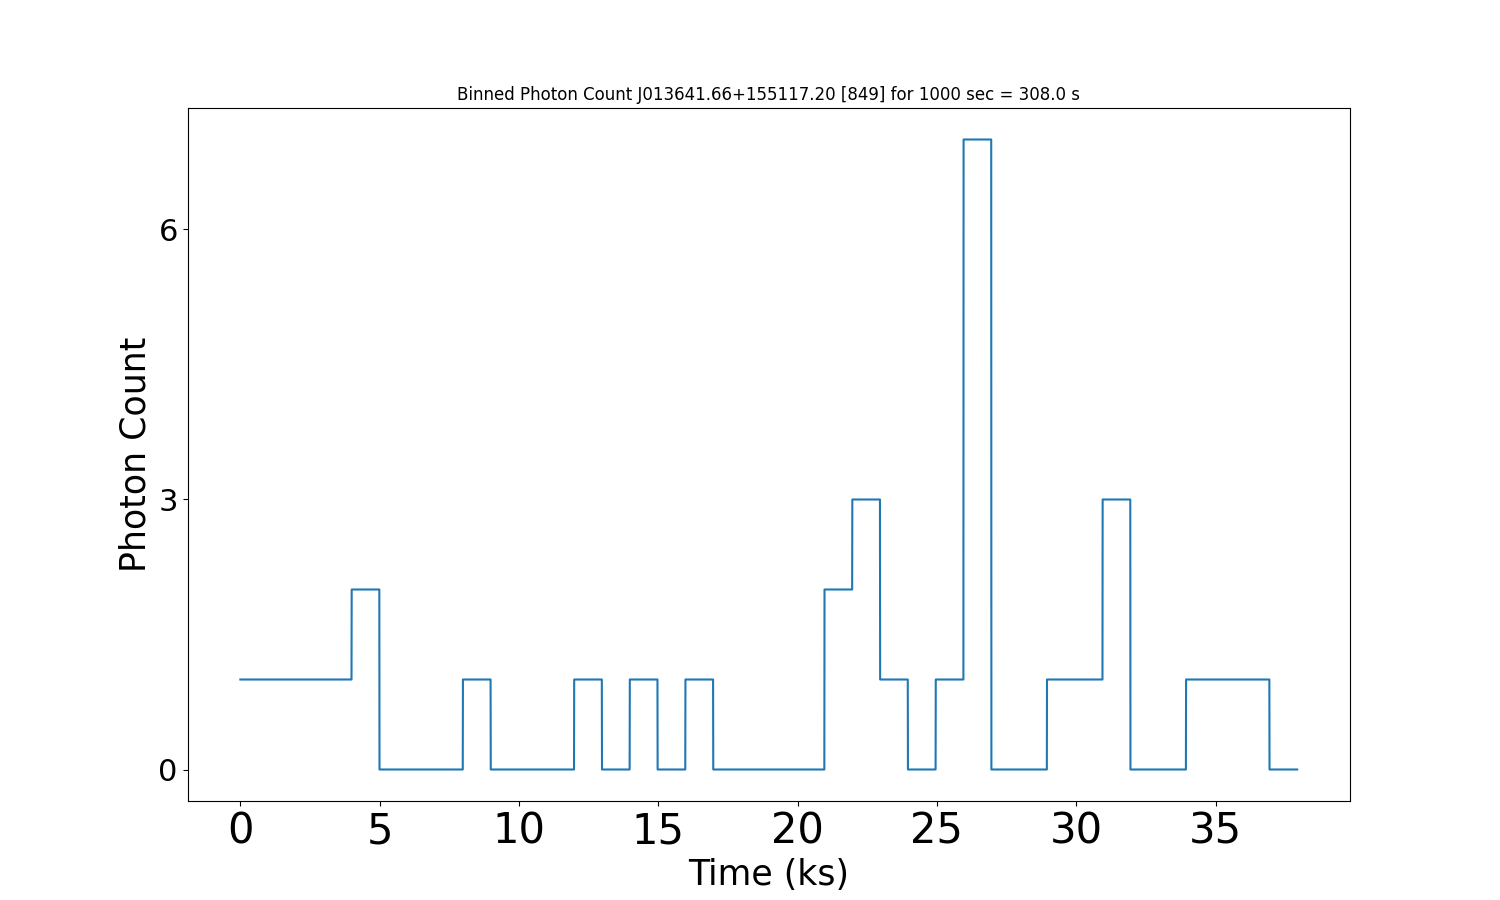 Binned Photon Count J013641.66+155117.20 [849] for 1000 sec = 308.0 s
6
3
0
Photon Count
0 5 10 15 20 25 30 35
Time (ks)